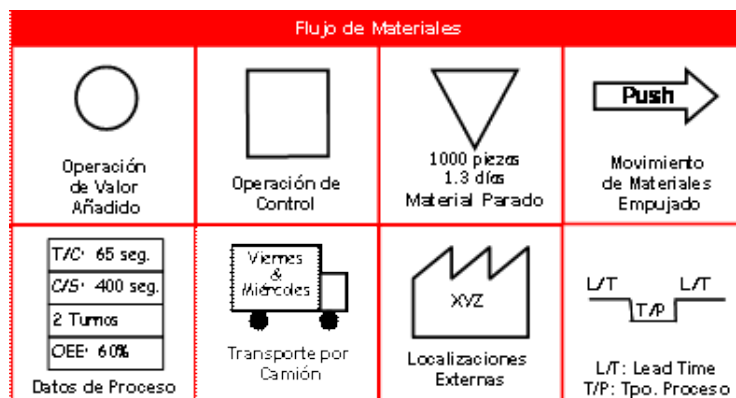 Flujo de Materiales
Operación
de Valor
Añadido
Operación de
Control
1000 piezas
1.3 días
Material Parado
Push
Movimiento
de Materiales
Empujado
T/C· 65 seg.
C/S· 400 seg.
2 Turnos
OEE· 60%
Datos de Proceso
Viernes
&
Miércoles
Transporte por
Camión
XYZ
Localizaciones
Externas
L/T
L/T
T/P
L/T: Lead Time
T/P: Tpo. Proceso